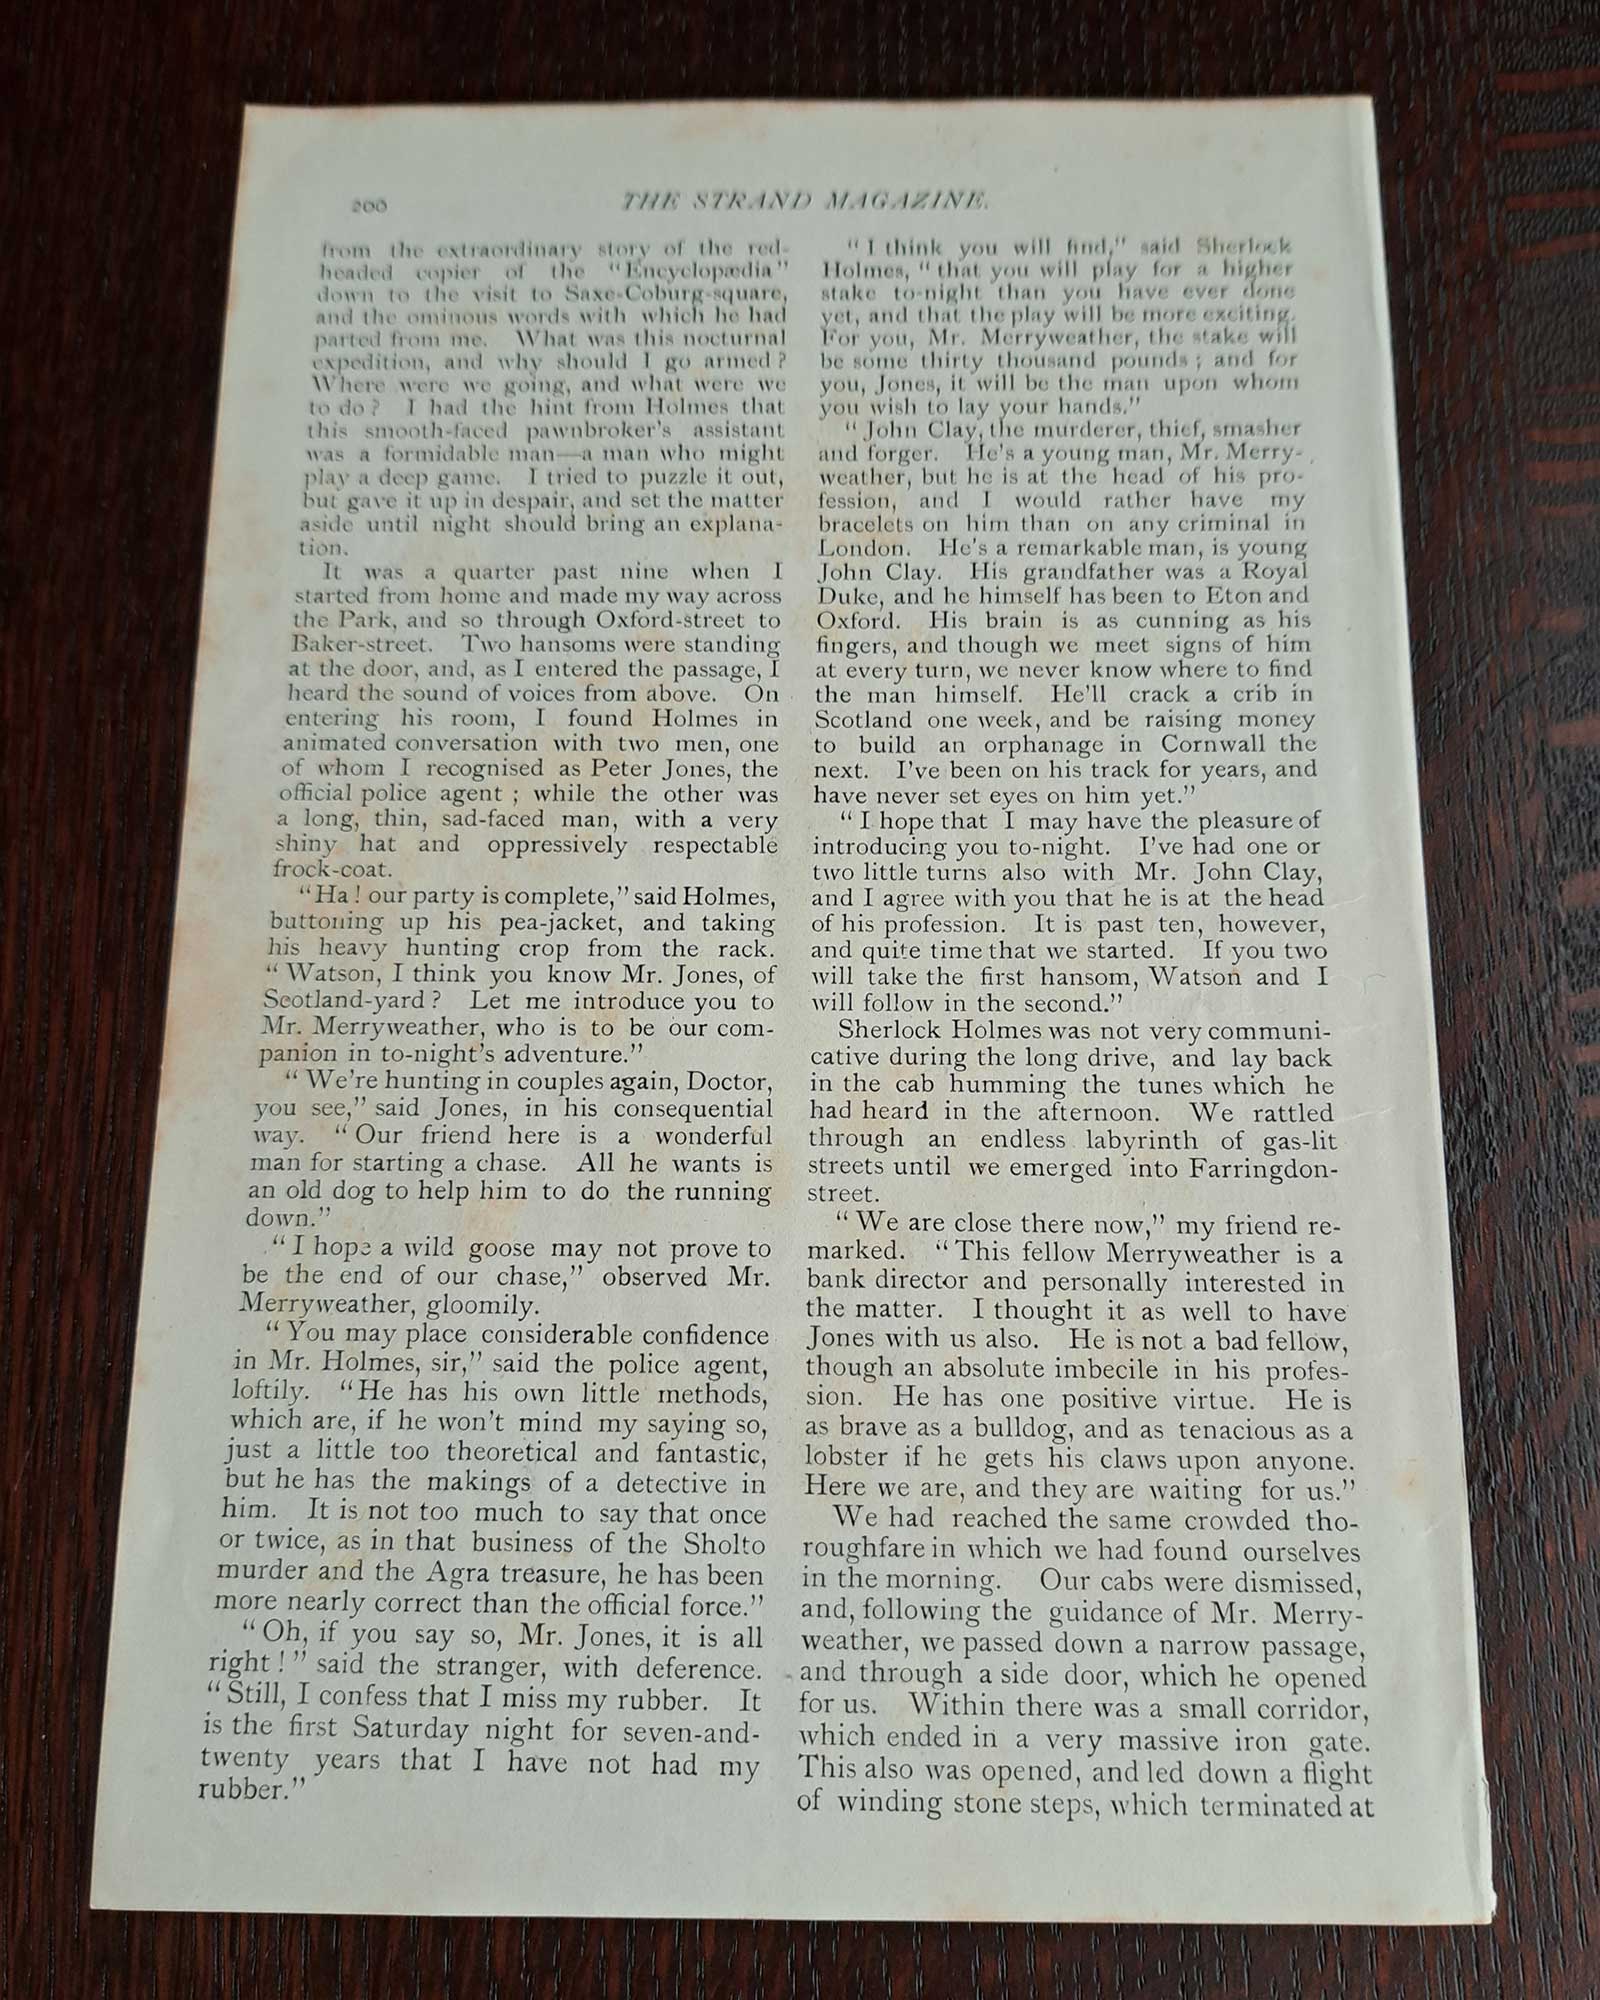 200
THE STRAND MAGAZINE.
from the extraordinary story of the red-
headed copier of the "Encyclopædia"
down to the visit to Saxe-Coburg-square,
and the ominous words with which he had
parted from me. What was this nocturnal
expedition, and why should I go armed?
Where were we going, and what were we
to do? I had the hint from Holmes that
this smooth-faced pawnbroker's assistant
was a formidable man—a man who might
play a deep game. I tried to puzzle it out,
but gave it up in despair, and set the matter
aside until night should bring an explana-
tion.
It was a quarter past nine when I
started from home and made my way across
the Park, and so through Oxford-street to
Baker-street. Two hansoms were standing
at the door, and, as I entered the passage, I
heard the sound of voices from above. On
entering his room, I found Holmes in
animated conversation with two men, one
of whom I recognised as Peter Jones, the
official police agent; while the other was
a long, thin, sad-faced man, with a very
shiny hat and oppressively respectable
frock-coat.
"Ha! our party is complete," said Holmes,
buttoning up his pea-jacket, and taking
his heavy hunting crop from the rack.
"Watson, I think you know Mr. Jones, of
Scotland-yard? Let me introduce you to
Mr. Merryweather, who is to be our com-
panion in to-night's adventure."
"We're hunting in couples again, Doctor,
you see," said Jones, in his consequential
way. "Our friend here is a wonderful
man for starting a chase. All he wants is
an old dog to help him to do the running
down."
"I hope a wild goose may not prove to
be the end of our chase," observed Mr.
Merryweather, gloomily.
"You may place considerable confidence
in Mr. Holmes, sir," said the police agent,
loftily. "He has his own little methods,
which are, if he won't mind my saying so,
just a little too theoretical and fantastic,
but he has the makings of a detective in
him. It is not too much to say that once
or twice, as in that business of the Sholto
murder and the Agra treasure, he has been
more nearly correct than the official force."
"Oh, if you say so, Mr. Jones, it is all
right!" said the stranger, with deference.
"Still, I confess that I miss my rubber. It
is the first Saturday night for seven-and-
twenty years that I have not had my
rubber."
"I think you will find," said Sherlock
Holmes, "that you will play for a higher
stake to-night than you have ever done
yet, and that the play will be more exciting.
For you, Mr. Merryweather, the stake will
be some thirty thousand pounds; and for
you, Jones, it will be the man upon whom
you wish to lay your hands."
"John Clay, the murderer, thief, smasher
and forger. He's a young man, Mr. Merry-
weather, but he is at the head of his pro-
fession, and I would rather have my
bracelets on him than on any criminal in
London. He's a remarkable man, is young
John Clay. His grandfather was a Royal
Duke, and he himself has been to Eton and
Oxford. His brain is as cunning as his
fingers, and though we meet signs of him
at every turn, we never know where to find
the man himself. He'll crack a crib in
Scotland one week, and be raising money
to build an orphanage in Cornwall the
next. I've been on his track for years, and
have never set eyes on him yet."
"I hope that I may have the pleasure of
introducing you to-night. I've had one or
two little turns also with Mr. John Clay,
and I agree with you that he is at the head
of his profession. It is past ten, however,
and quite time that we started. If you two
will take the first hansom, Watson and I
will follow in the second."
Sherlock Holmes was not very communi-
cative during the long drive, and lay back
in the cab humming the tunes which he
had heard in the afternoon. We rattled
through an endless labyrinth of gas-lit
streets until we emerged into Farringdon-
street.
"We are close there now," my friend re-
marked. "This fellow Merryweather is a
bank director and personally interested in
the matter. I thought it as well to have
Jones with us also. He is not a bad fellow,
though an absolute imbecile in his profes-
sion. He has one positive virtue. He is
as brave as a bulldog, and as tenacious as a
lobster if he gets his claws upon anyone.
Here we are, and they are waiting for us."
We had reached the same crowded tho-
roughfare in which we had found ourselves
in the morning. Our cabs were dismissed,
and, following the guidance of Mr. Merry-
weather, we passed down a narrow passage,
and through a side door, which he opened
for us. Within there was a small corridor,
which ended in a very massive iron gate.
This also was opened, and led down a flight
of winding stone steps, which terminated at